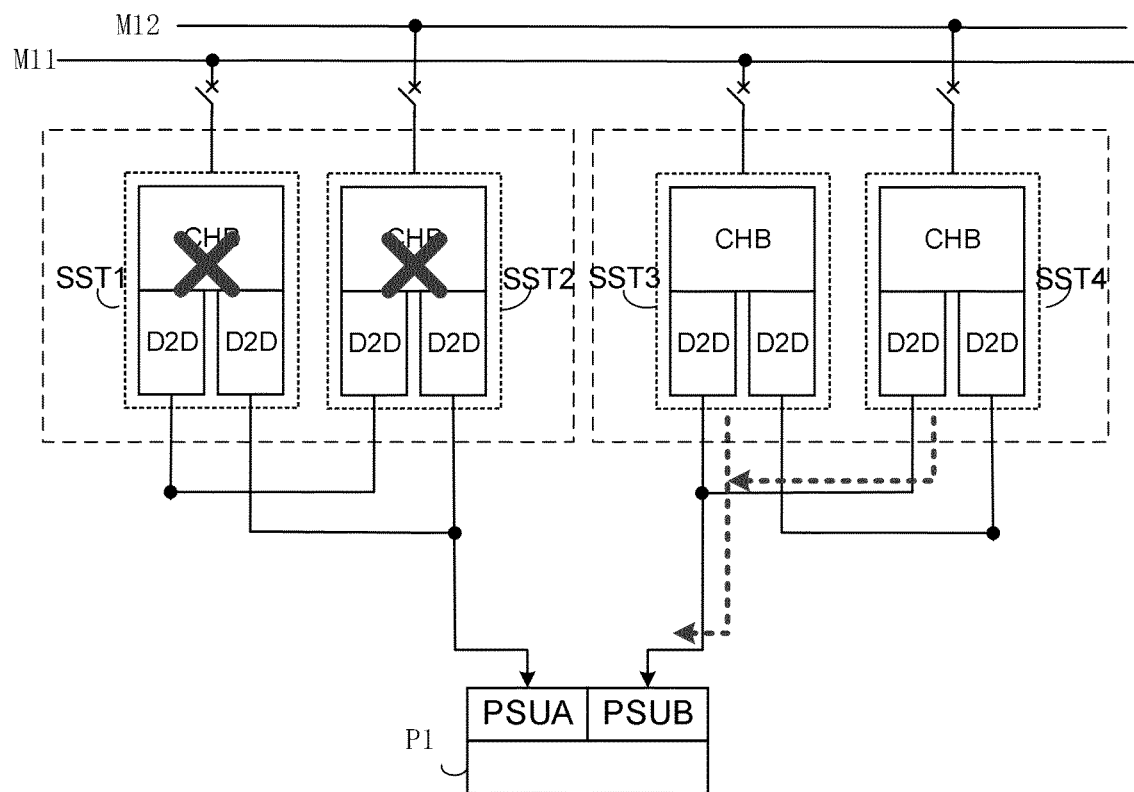 M12
M11
CHB
CHB
CHB
CHB
SST1
SST2
SST3
SST4
D2D
D2D
D2D
D2D
D2D
D2D
D2D
D2D
PSUA
PSUB
P1